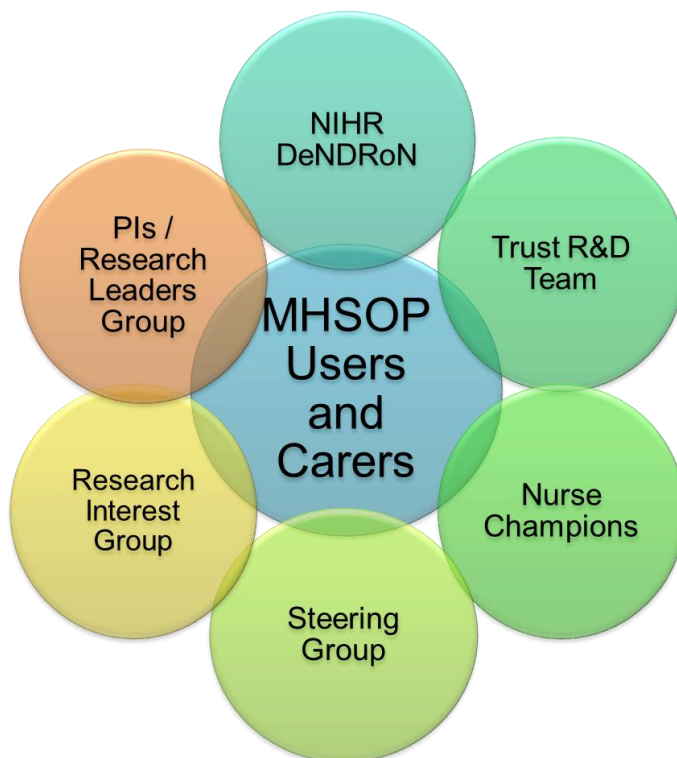 NIHR
DeNDRoN
Trust R&D
Team
Nurse
Champions
Steering
Group
Research
Interest
Group
PIs /
Research
Leaders
Group
MHSOP
Users
and
Carers